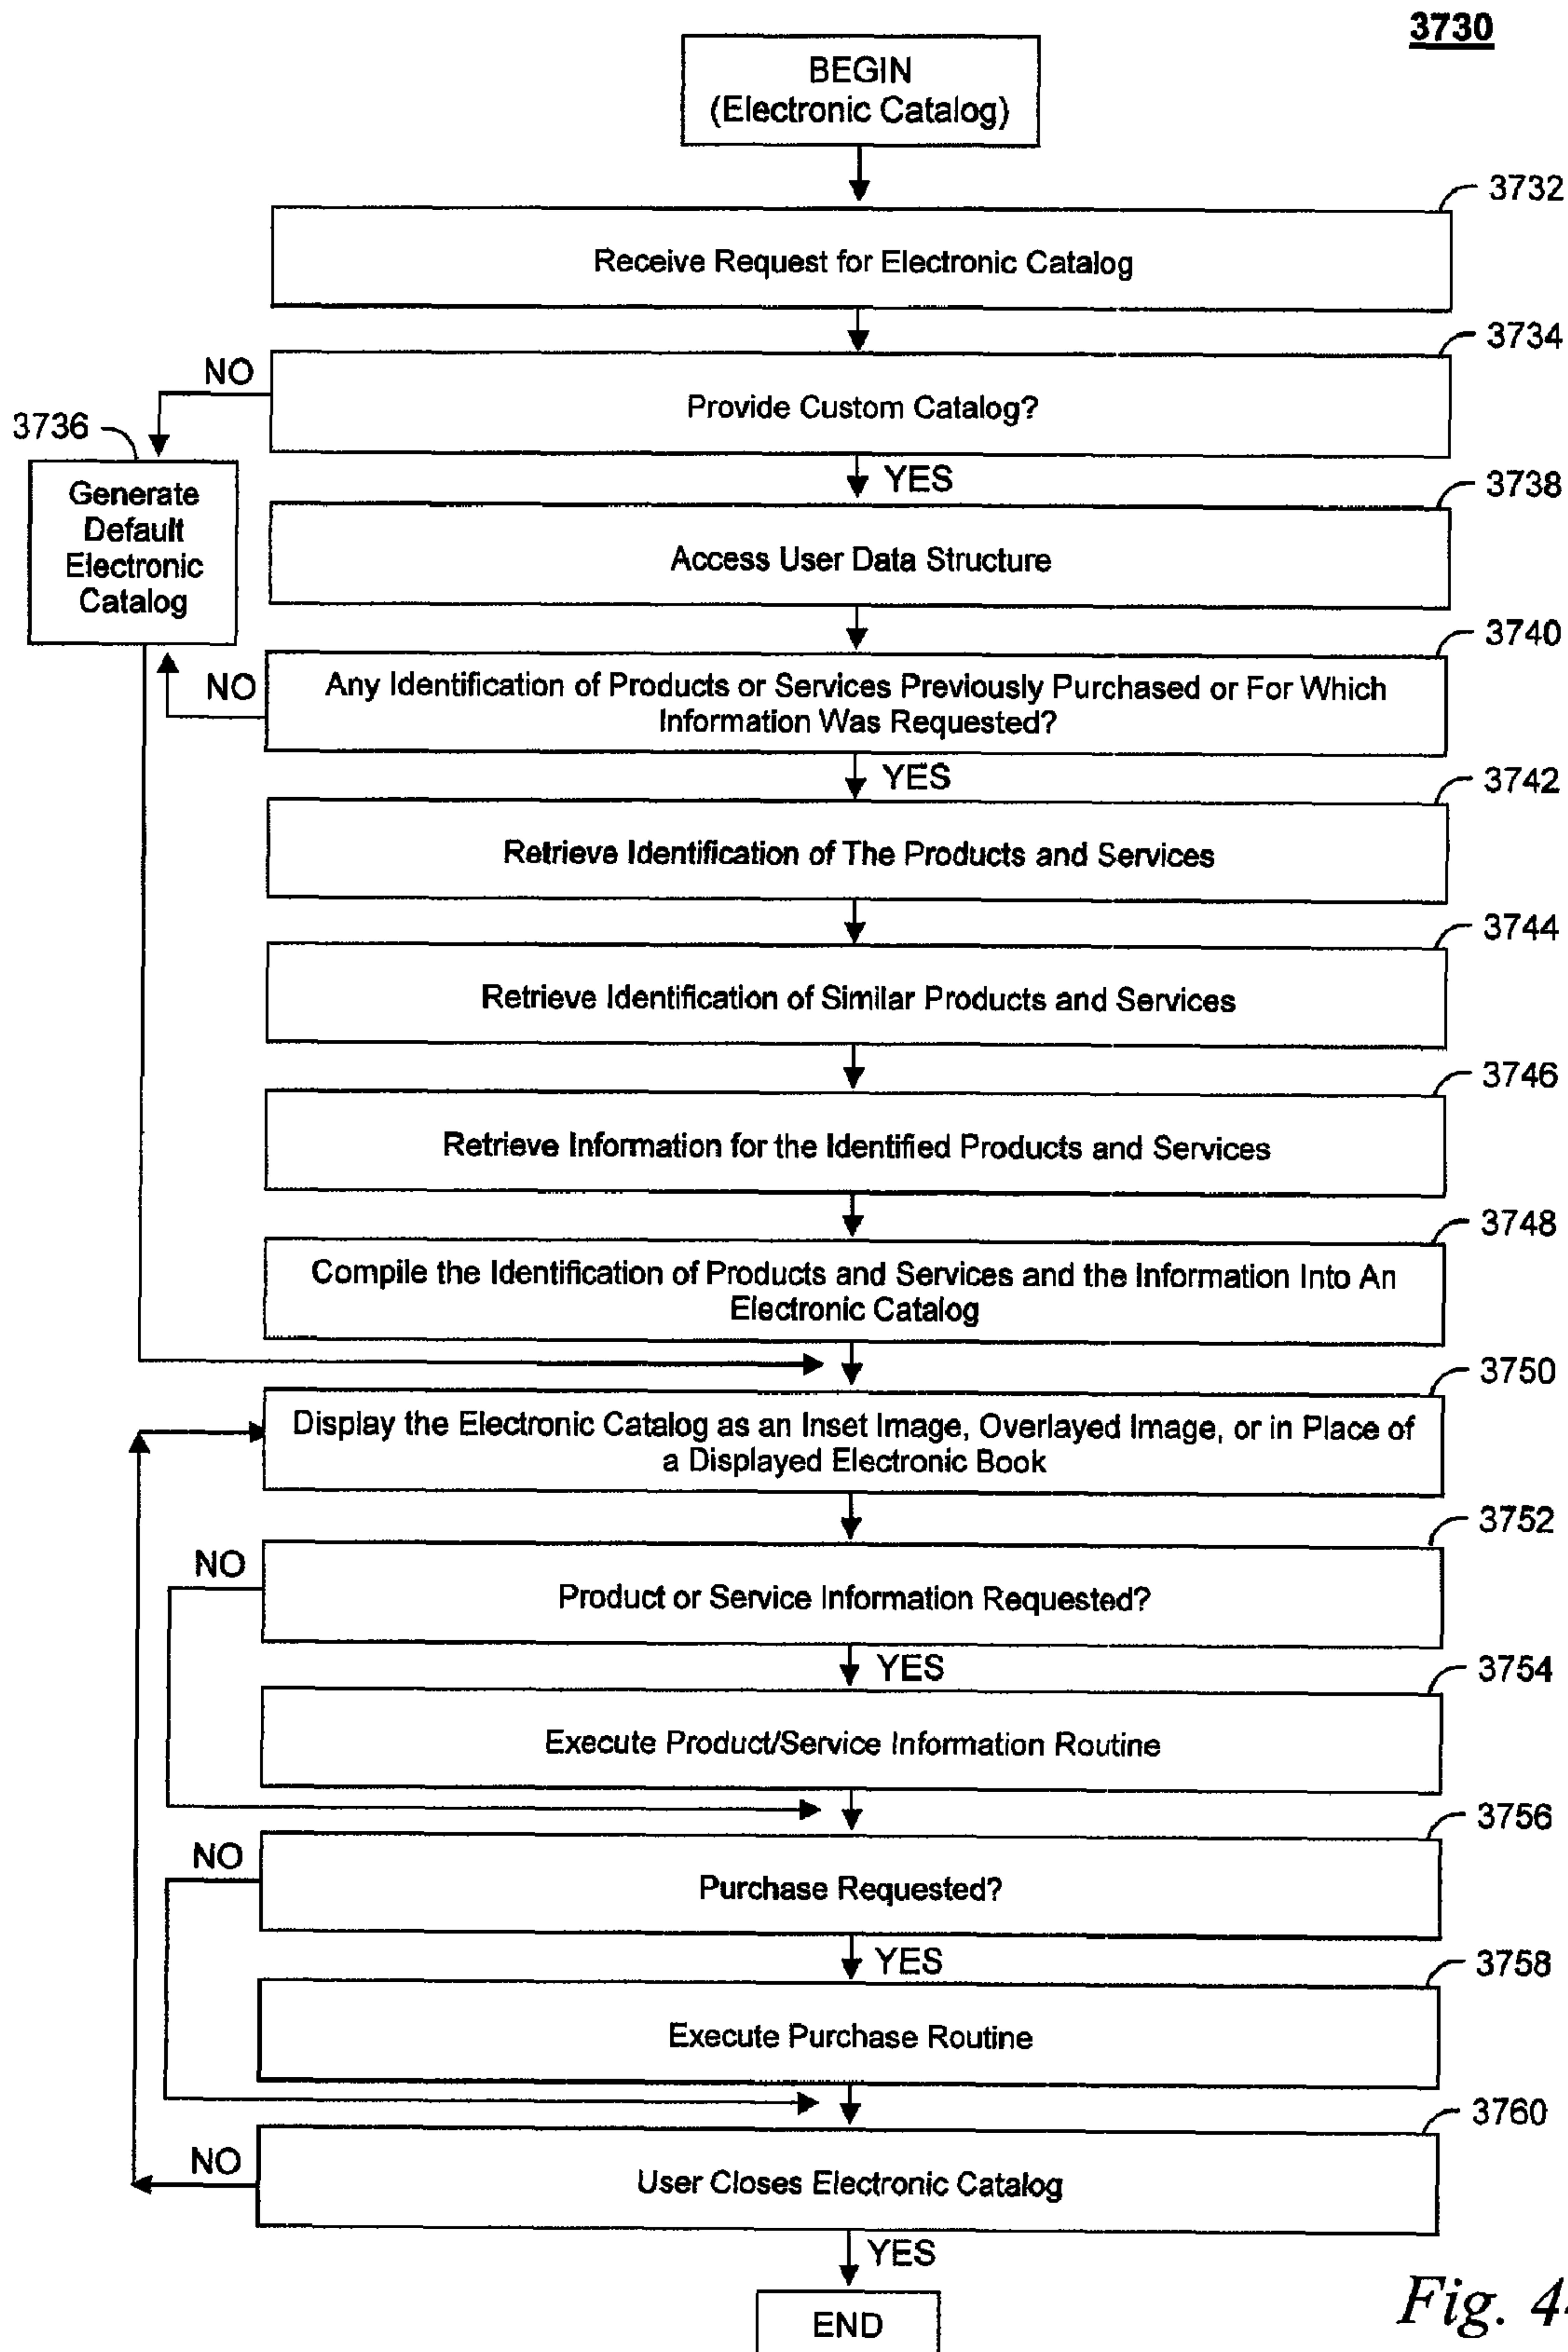 3730
BEGIN
(Electronic Catalog)
3732
Receive Request for Electronic Catalog
3734
NO
Provide Custom Catalog?
3736
YES
3738
Generate
Default
Electronic
Catalog
Access User Data Structure
3740
NO
Any Identification of Products or Services Previously Purchased or For Which
Information Was Requested?
YES
3742
Retrieve Identification of The Products and Services
3744
Retrieve Identification of Similar Products and Services
3746
Retrieve Information for the Identified Products and Services
3748
Compile the Identification of Products and Services and the Information Into An
Electronic Catalog
3750
Display the Electronic Catalog as an Inset Image, Overlayed Image, or in Place of
a Displayed Electronic Book
3752
NO
Product or Service Information Requested?
YES
3754
Execute Product/Service Information Routine
3756
NO
Purchase Requested?
YES
3758
Execute Purchase Routine
3760
NO
User Closes Electronic Catalog
YES
END
Fig.